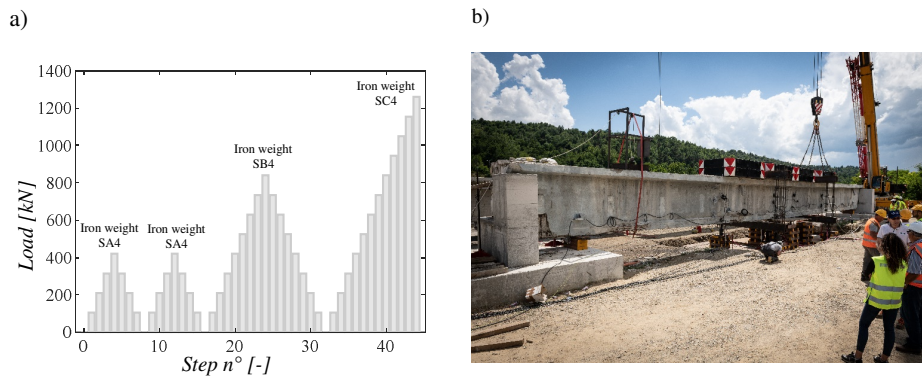 a)
b)
1400
1200
1000
800
600
400
200
0
Load [kN]
Iron weight
SA4
Iron weight
SA4
Iron weight
SB4
Iron weight
SC4
0
10
20
30
40
Step n° [-]